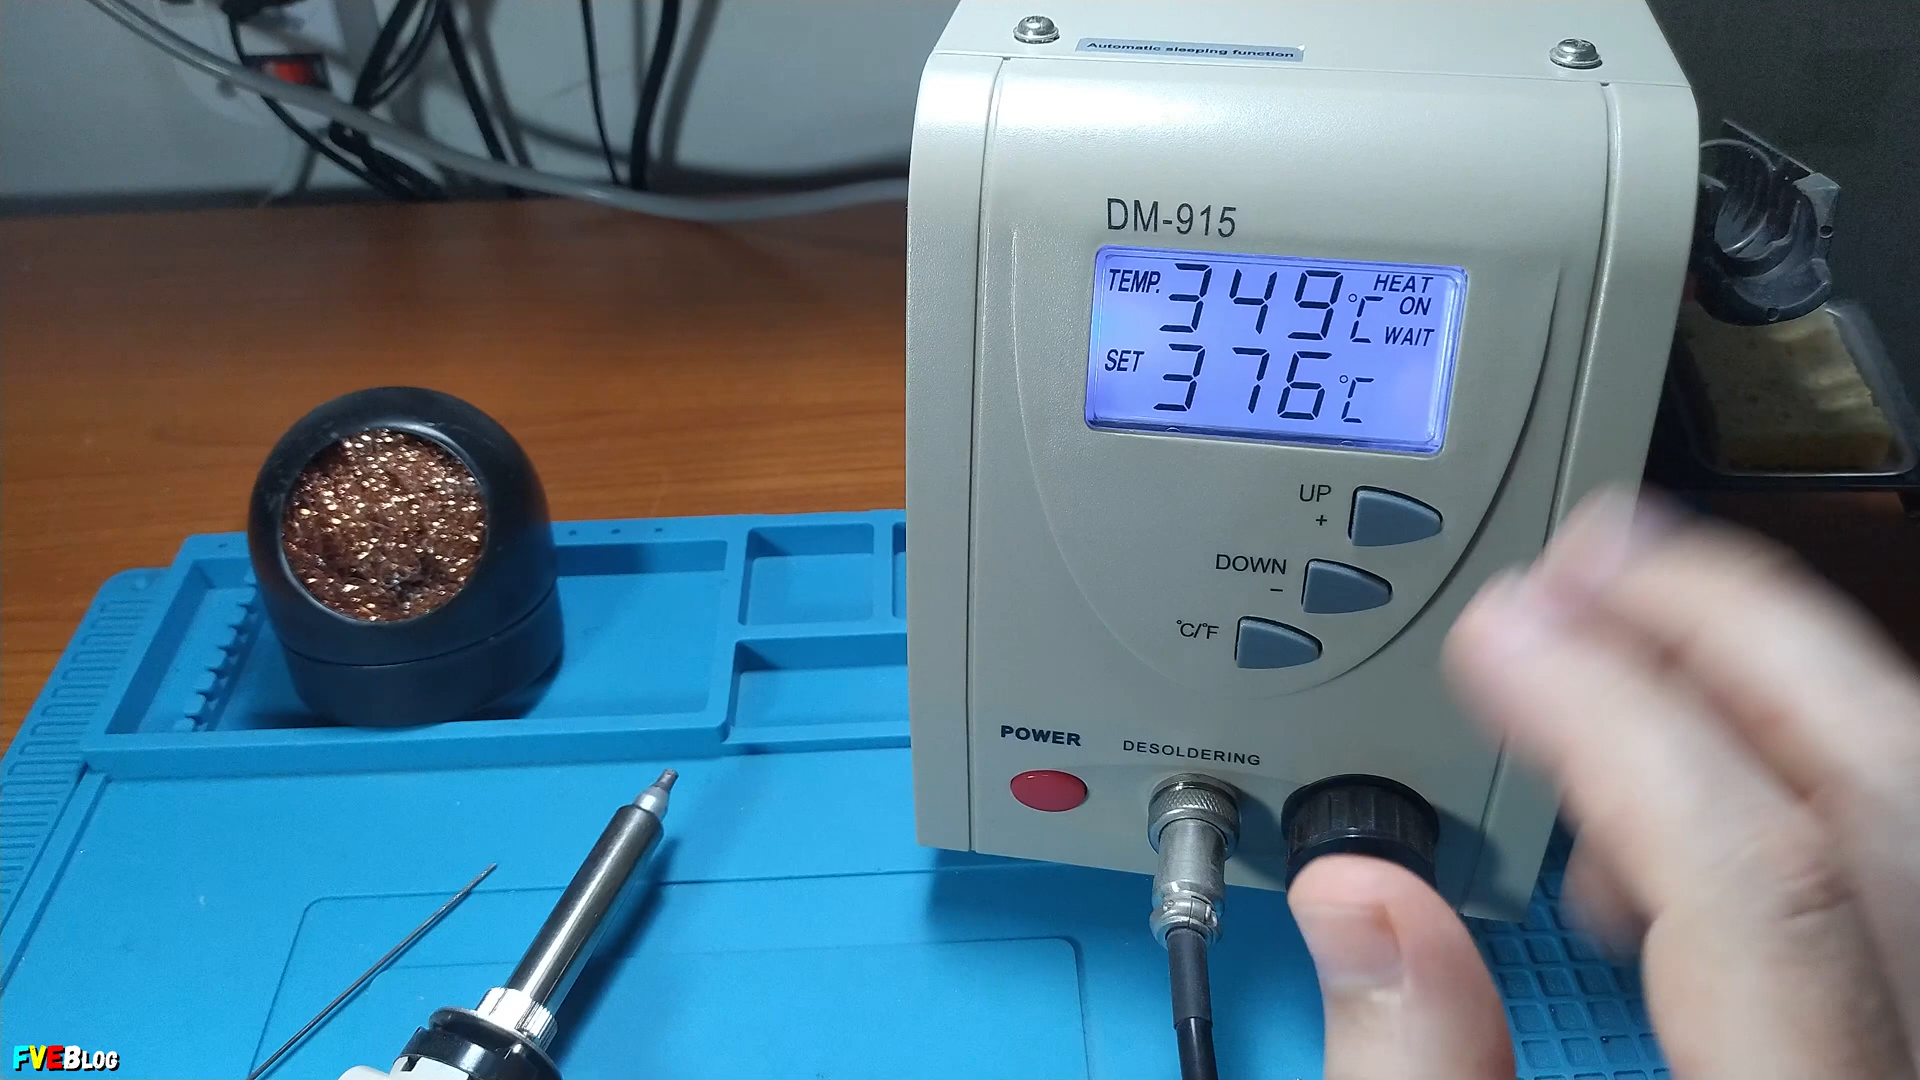 Automatic sleeping function
DM-915
TEMP. 349°C HEAT
ON
WAIT
SET 376°C
UP
+
DOWN
−
°C/°F
POWER
DESOLDERING
FVEBLOG